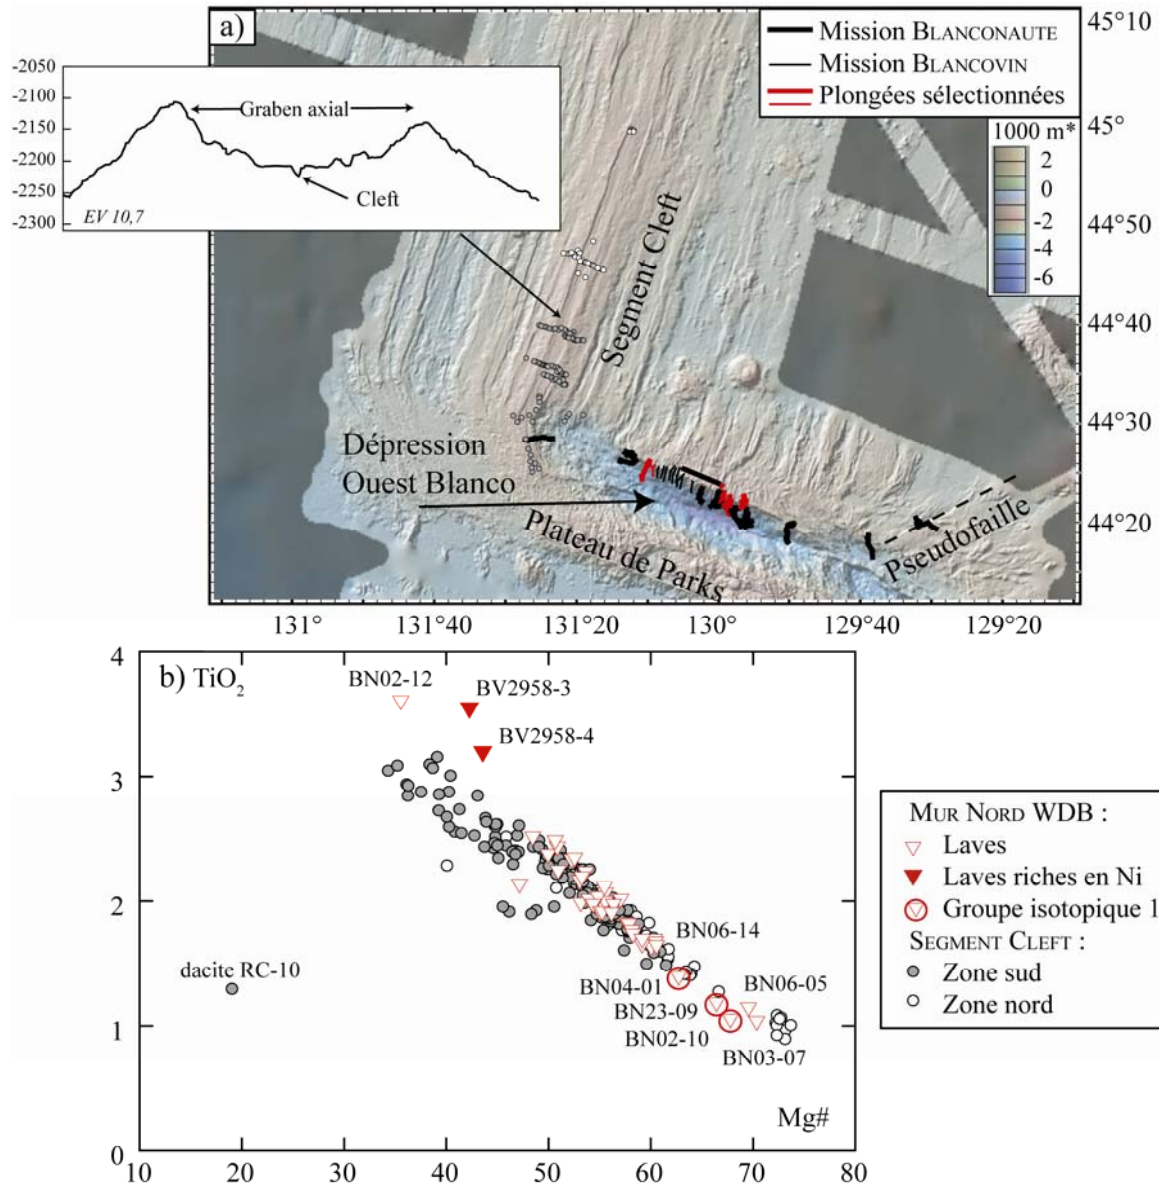 a)
Mission BLANCONAUTE
Mission BLANCOVIN
Plongées sélectionnées
45°10
45°
44°50
44°40
44°30
44°20
1000 m*
2
0
-2
-4
-6
-2050
-2100
-2150
-2200
-2250
-2300
Graben axial
Cleft
EV 10,7
Segment Cleft
Dépression
Ouest Blanco
Plateau de Parks
Pseudofaille
131°
131°40
131°20
130°
129°40
129°20
b) TiO2
4
3
2
1
0
BN02-12
BV2958-3
BV2958-4
BN06-14
dacite RC-10
BN04-01
BN06-05
BN23-09
BN02-10
BN03-07
Mg#
10
20
30
40
50
60
70
80
MUR NORD WDB :
Laves
Laves riches en Ni
Groupe isotopique 1
SEGMENT CLEFT :
Zone sud
Zone nord